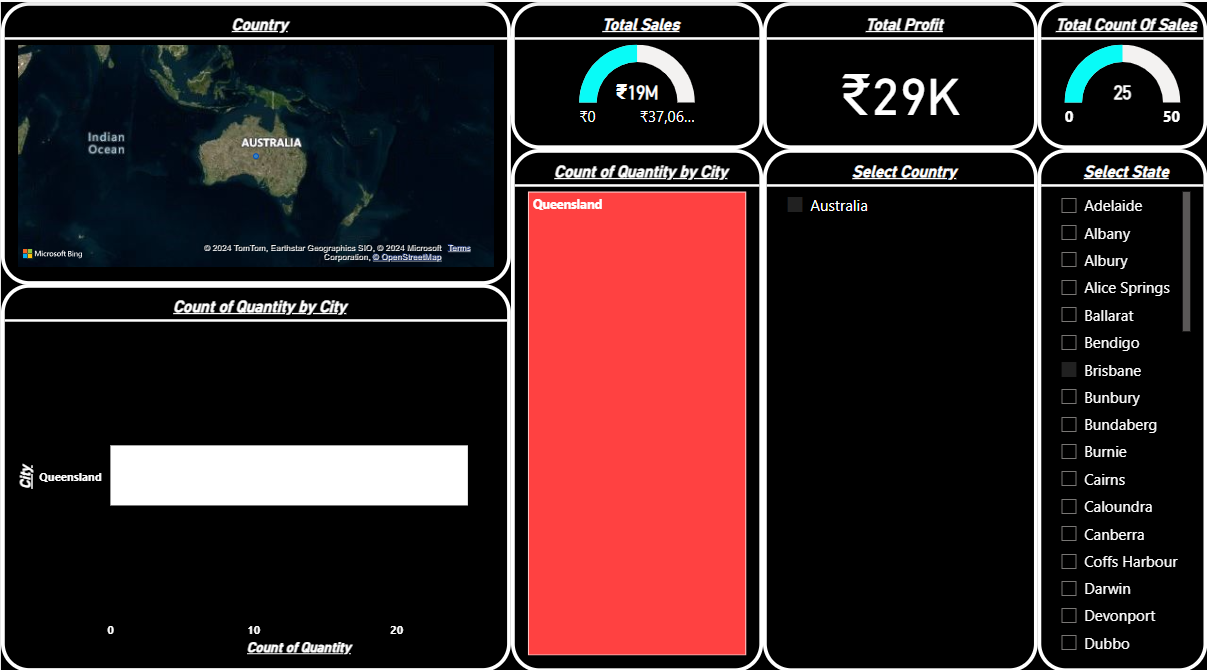 Country
Indian
Ocean
AUSTRALIA
Microsoft Bing
© 2024 TomTom, Earthstar Geographics SIO, © 2024 Microsoft Terms
Corporation, © OpenStreetMap
Total Sales
₹19M
₹0 ₹37,06...
Total Profit
₹29K
Total Count Of Sales
25
0 50
Count of Quantity by City
City
Queensland
0 10 20
Count of Quantity
Count of Quantity by City
Queensland
Select Country
Australia
Select State
Adelaide
Albany
Albury
Alice Springs
Ballarat
Bendigo
Brisbane
Bunbury
Bundaberg
Burnie
Cairns
Caloundra
Canberra
Coffs Harbour
Darwin
Devonport
Dubbo